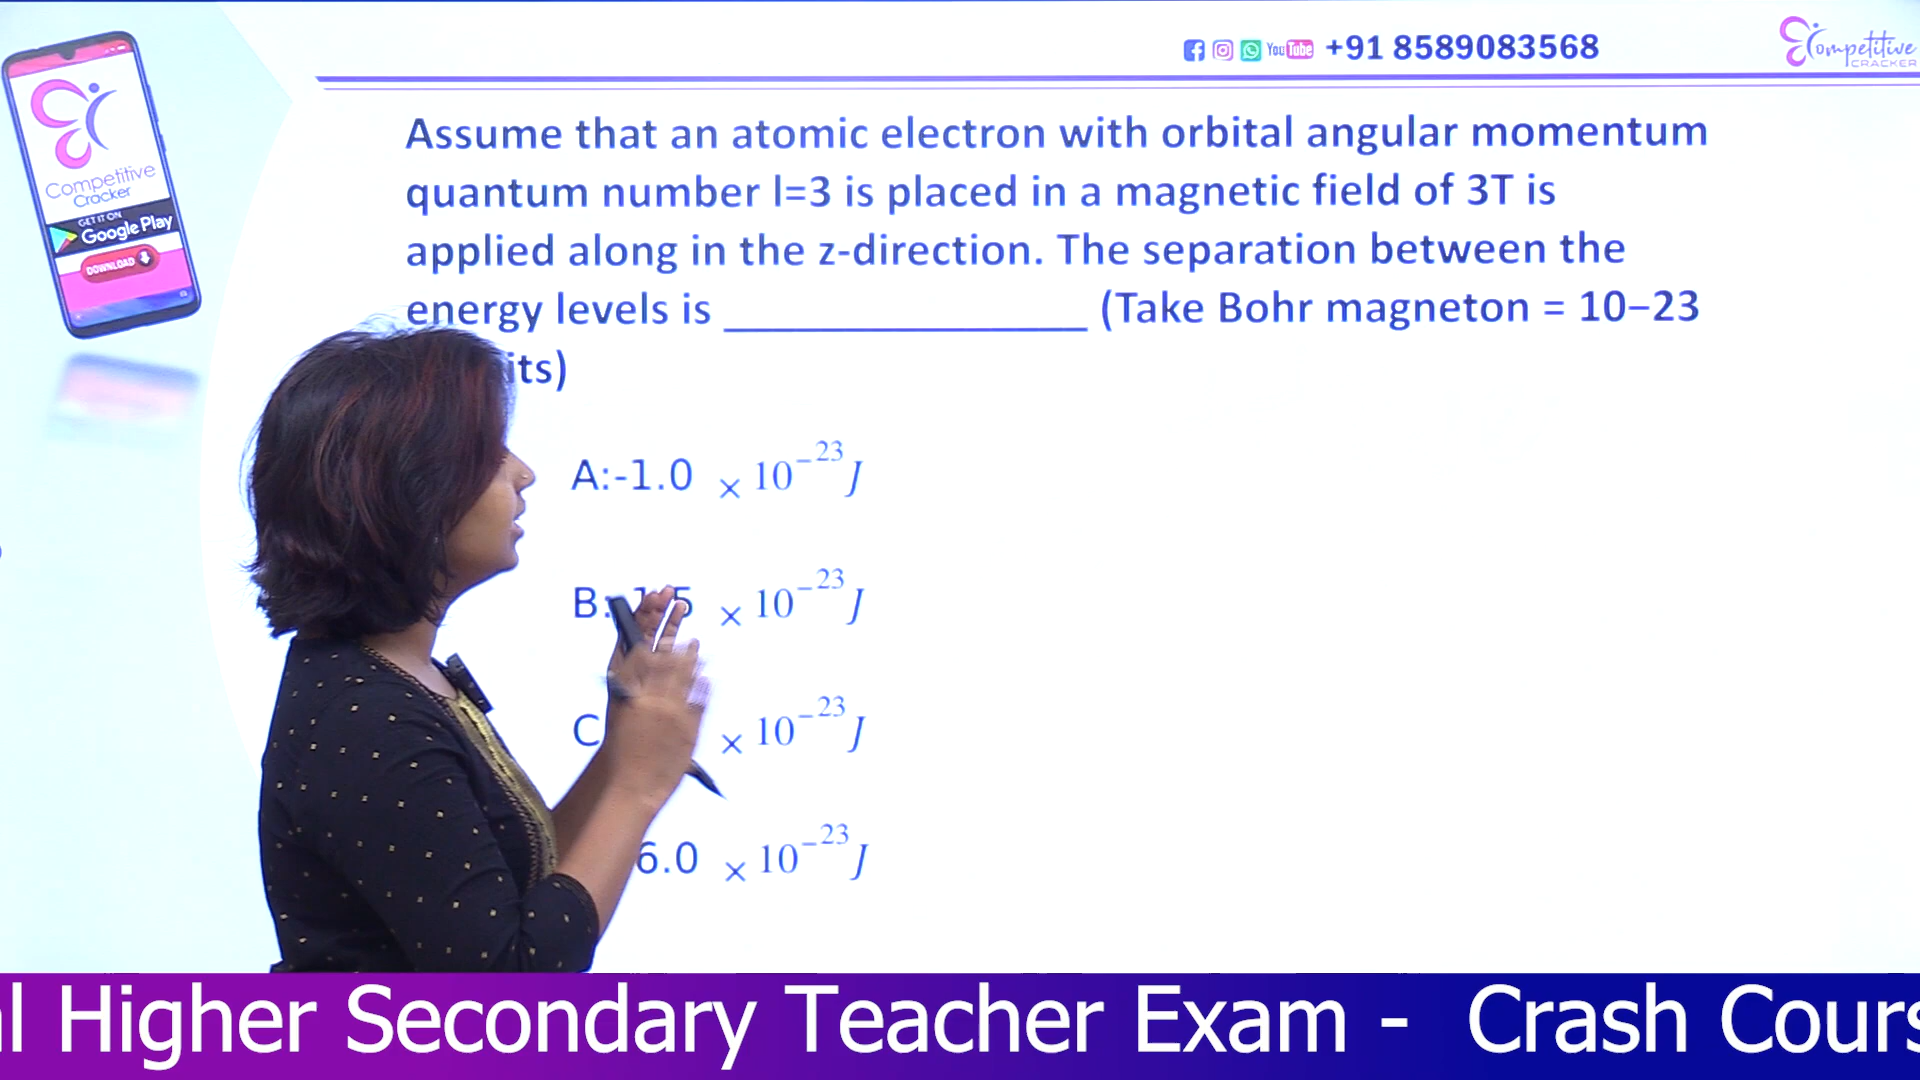 You Tube +91 8589083568
Competitive
CRACKER
Competitive
Cracker
GET IT ON
Google Play
DOWNLOAD
Assume that an atomic electron with orbital angular momentum
quantum number l=3 is placed in a magnetic field of 3T is
applied along in the z-direction. The separation between the
energy levels is ________________ (Take Bohr magneton = 10−23
its)
A:-1.0 × 10⁻²³ J
B: × 10⁻²³ J
C × 10⁻²³ J
6.0 × 10⁻²³ J
Higher Secondary Teacher Exam - Crash Cours